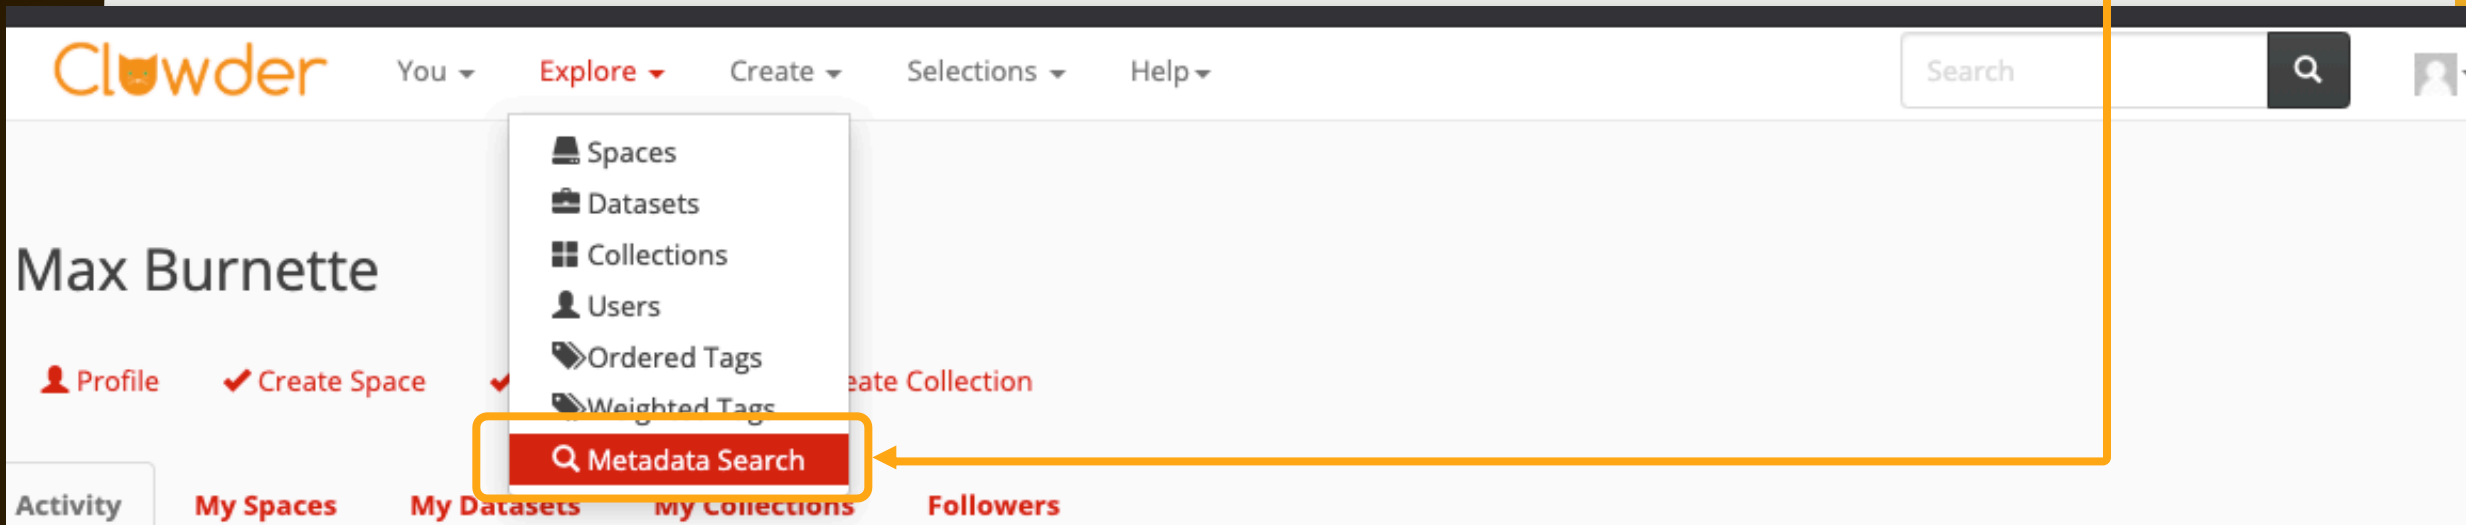 Clowder You Explore Create Selections Help Search
Spaces
Datasets
Collections
Max Burnette
Users
Ordered Tags
Profile Create Space eate Collection
Weighted Tags
Metadata Search
Activity My Spaces My Datasets My Collections Followers